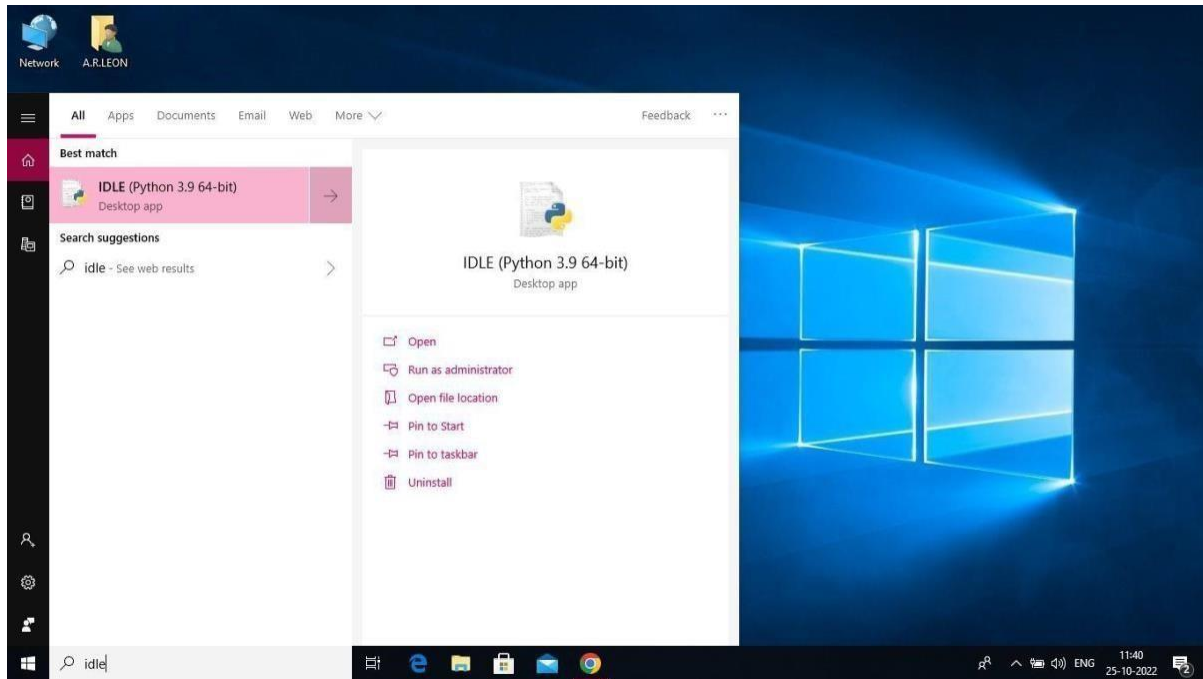 Network
A.R.LEON
All Apps Documents Email Web More Feedback ...
Best match
IDLE (Python 3.9 64-bit)
Desktop app
Search suggestions
idle - See web results
IDLE (Python 3.9 64-bit)
Desktop app
Open
Run as administrator
Open file location
Pin to Start
Pin to taskbar
Uninstall
idle
ENG
11:40
25-10-2022
2